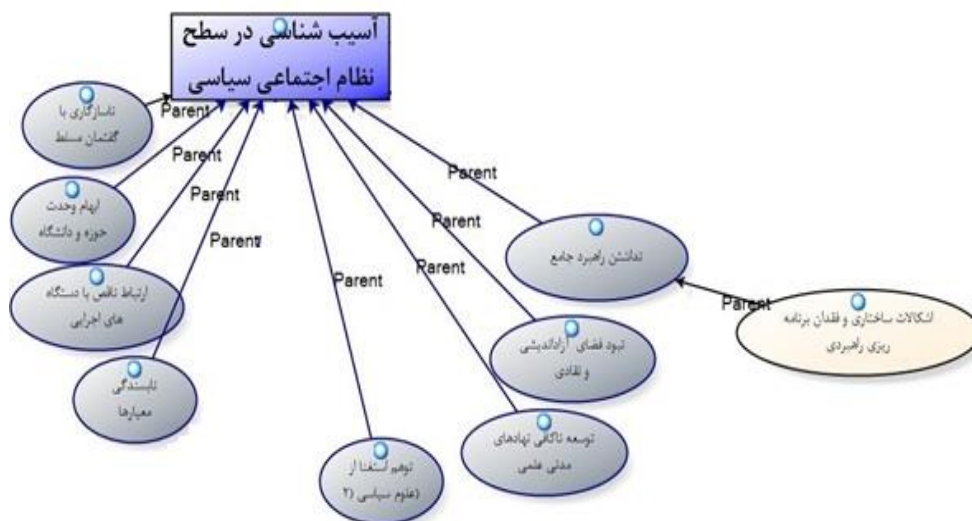 آسیب شناسی در سطح
نظام اجتماعی سیاسی
ناسازگاری با
گفتمان مسلط
Parent
ابهام وحدت
حوزه و دانشگاه
Parent
ارتباط ناقص با دستگاه
های اجرایی
Parent
نابسندگی
معیارها
Parent
توهم استغنا از
(علوم سیاسی (۲
Parent
توسعه ناکافی نهادهای
مدنی علمی
Parent
نبود فضای آزاداندیشی
و نقادی
Parent
نداشتن راهبرد جامع
Parent
اشکالات ساختاری و فقدان برنامه
ریزی راهبردی
Parent